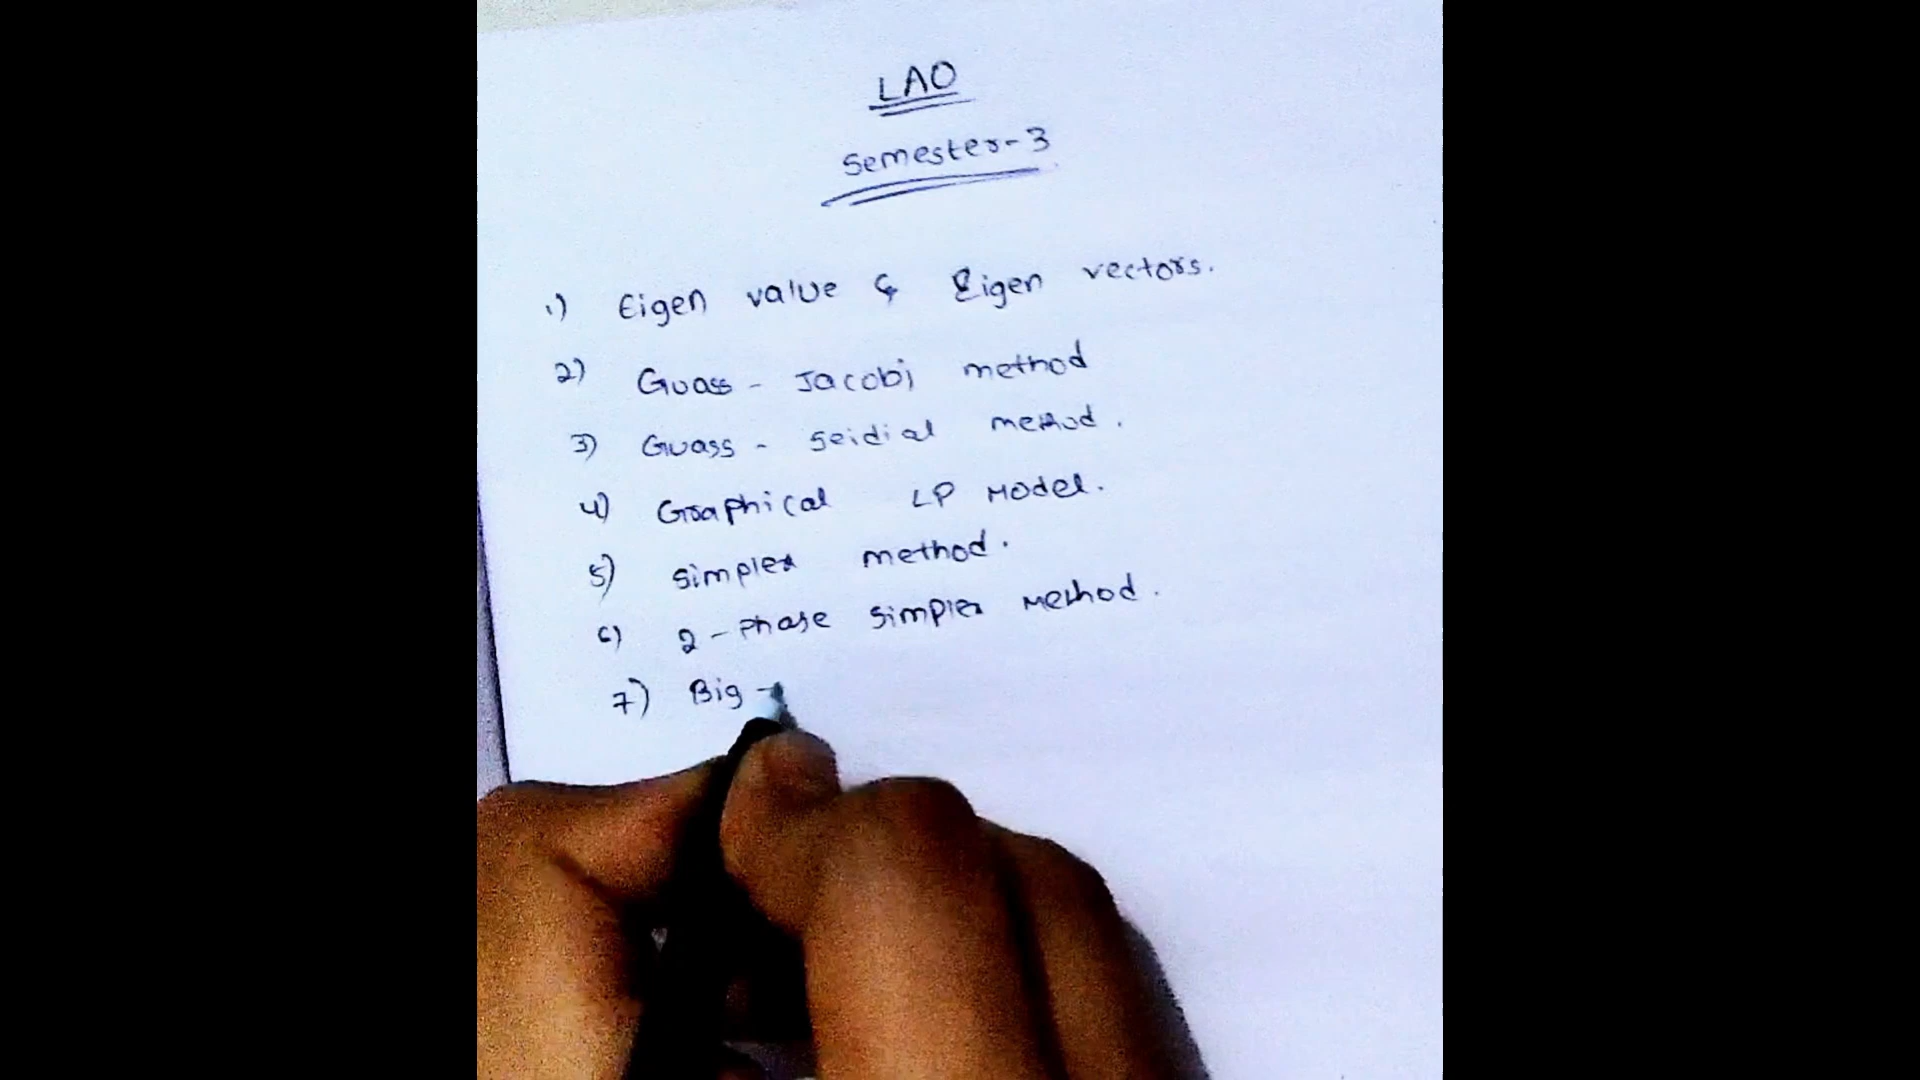 LAO
Semester-3
1) Eigen value & Eigen vectors.
2) Guass - Jacobi method
3) Guass - seidial method.
4) Graphical LP Model.
5) simplex method.
6) 2-Phase simplex Method.
7) Big -